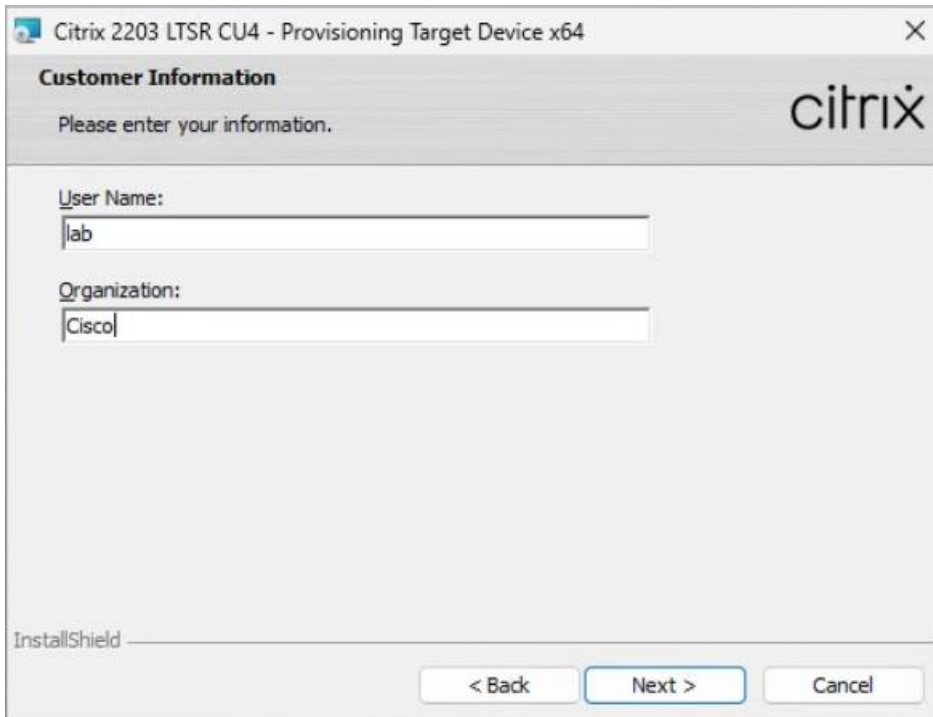 Citrix 2203 LTSR CU4 - Provisioning Target Device x64
Customer Information
Please enter your information.
citrix
User Name:
lab
Organization:
Cisco
InstallShield
< Back
Next >
Cancel